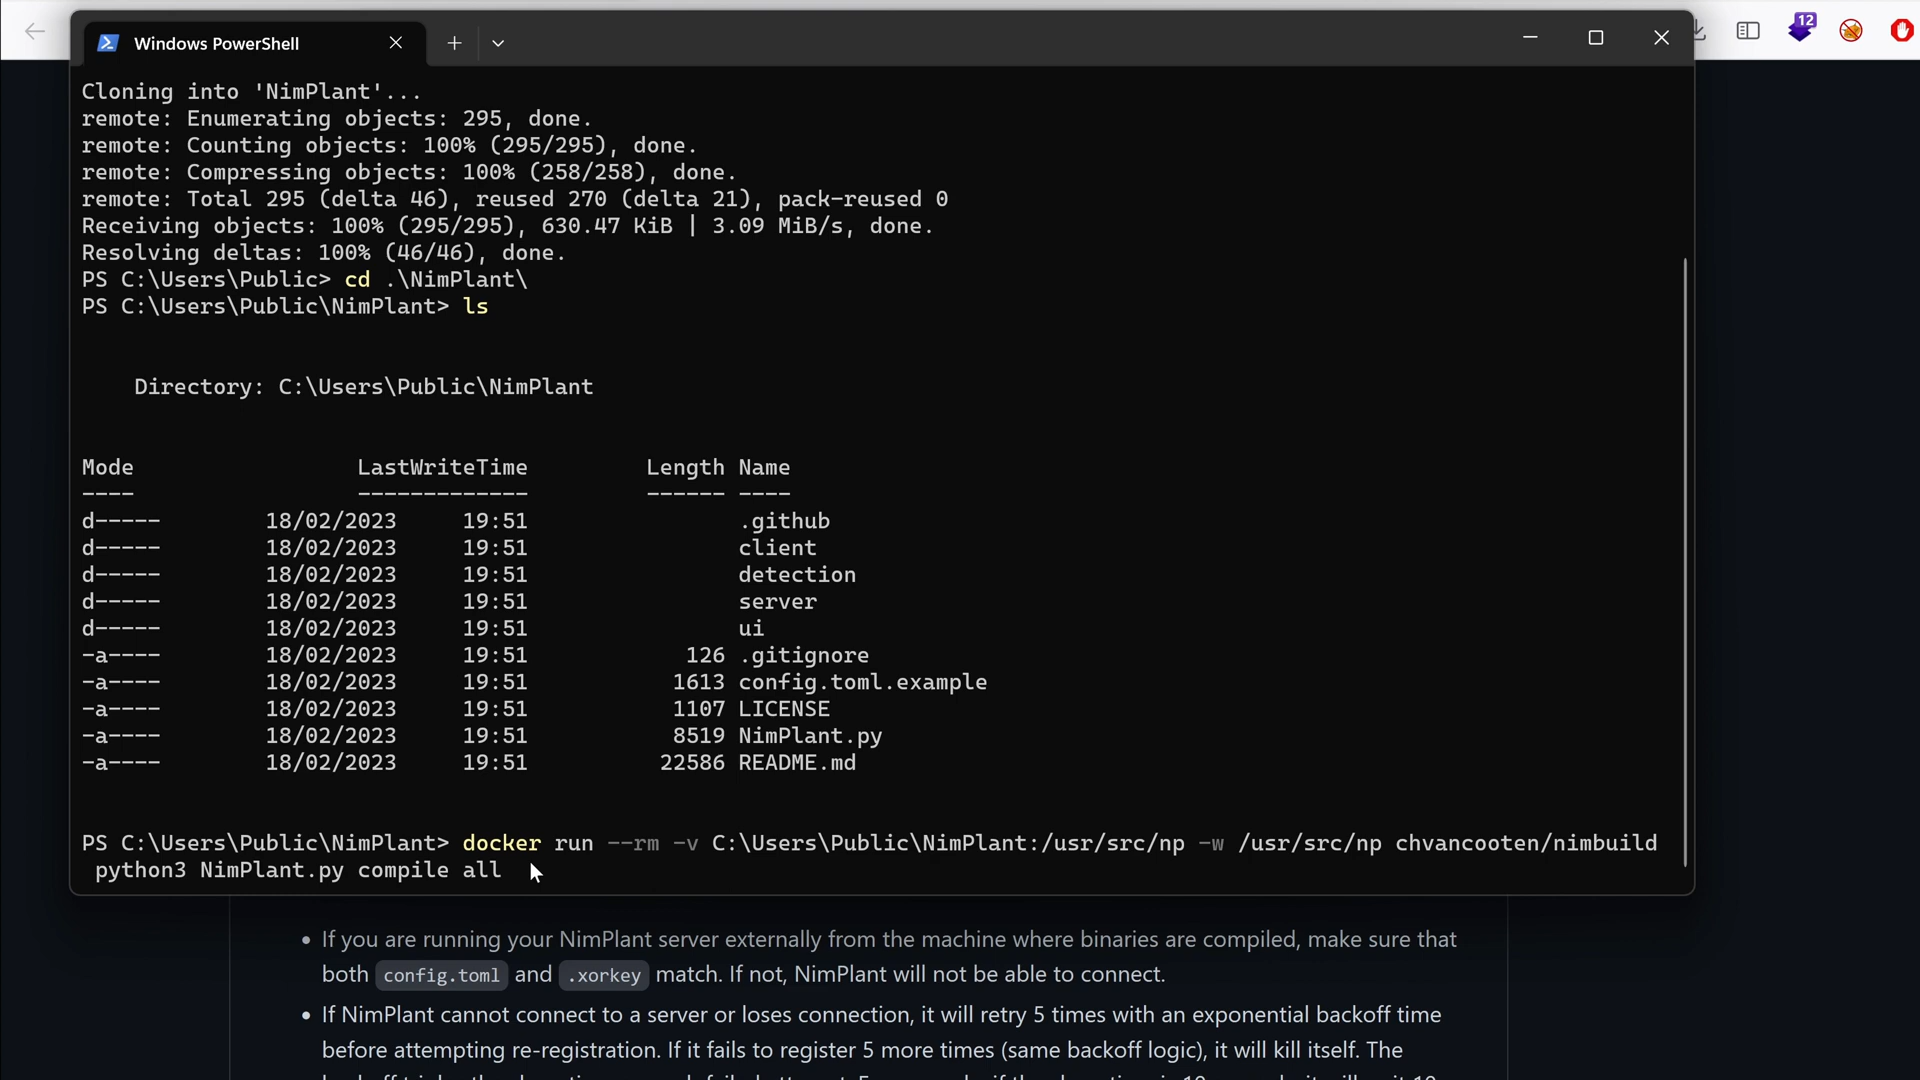 12
Windows PowerShell
Cloning into 'NimPlant'...
remote: Enumerating objects: 295, done.
remote: Counting objects: 100% (295/295), done.
remote: Compressing objects: 100% (258/258), done.
remote: Total 295 (delta 46), reused 270 (delta 21), pack-reused 0
Receiving objects: 100% (295/295), 630.47 KiB | 3.09 MiB/s, done.
Resolving deltas: 100% (46/46), done.
PS C:\Users\Public> cd .\NimPlant\
PS C:\Users\Public\NimPlant> ls
Directory: C:\Users\Public\NimPlant
Mode LastWriteTime Length Name
---- ------------- ------ ----
d----- 18/02/2023 19:51 .github
d----- 18/02/2023 19:51 client
d----- 18/02/2023 19:51 detection
d----- 18/02/2023 19:51 server
d----- 18/02/2023 19:51 ui
-a---- 18/02/2023 19:51 126 .gitignore
-a---- 18/02/2023 19:51 1613 config.toml.example
-a---- 18/02/2023 19:51 1107 LICENSE
-a---- 18/02/2023 19:51 8519 NimPlant.py
-a---- 18/02/2023 19:51 22586 README.md
PS C:\Users\Public\NimPlant> docker run --rm -v C:\Users\Public\NimPlant:/usr/src/np -w /usr/src/np chvancooten/nimbuild
python3 NimPlant.py compile all
• If you are running your NimPlant server externally from the machine where binaries are compiled, make sure that
both config.toml and .xorkey match. If not, NimPlant will not be able to connect.
• If NimPlant cannot connect to a server or loses connection, it will retry 5 times with an exponential backoff time
before attempting re-registration. If it fails to register 5 more times (same backoff logic), it will kill itself. The